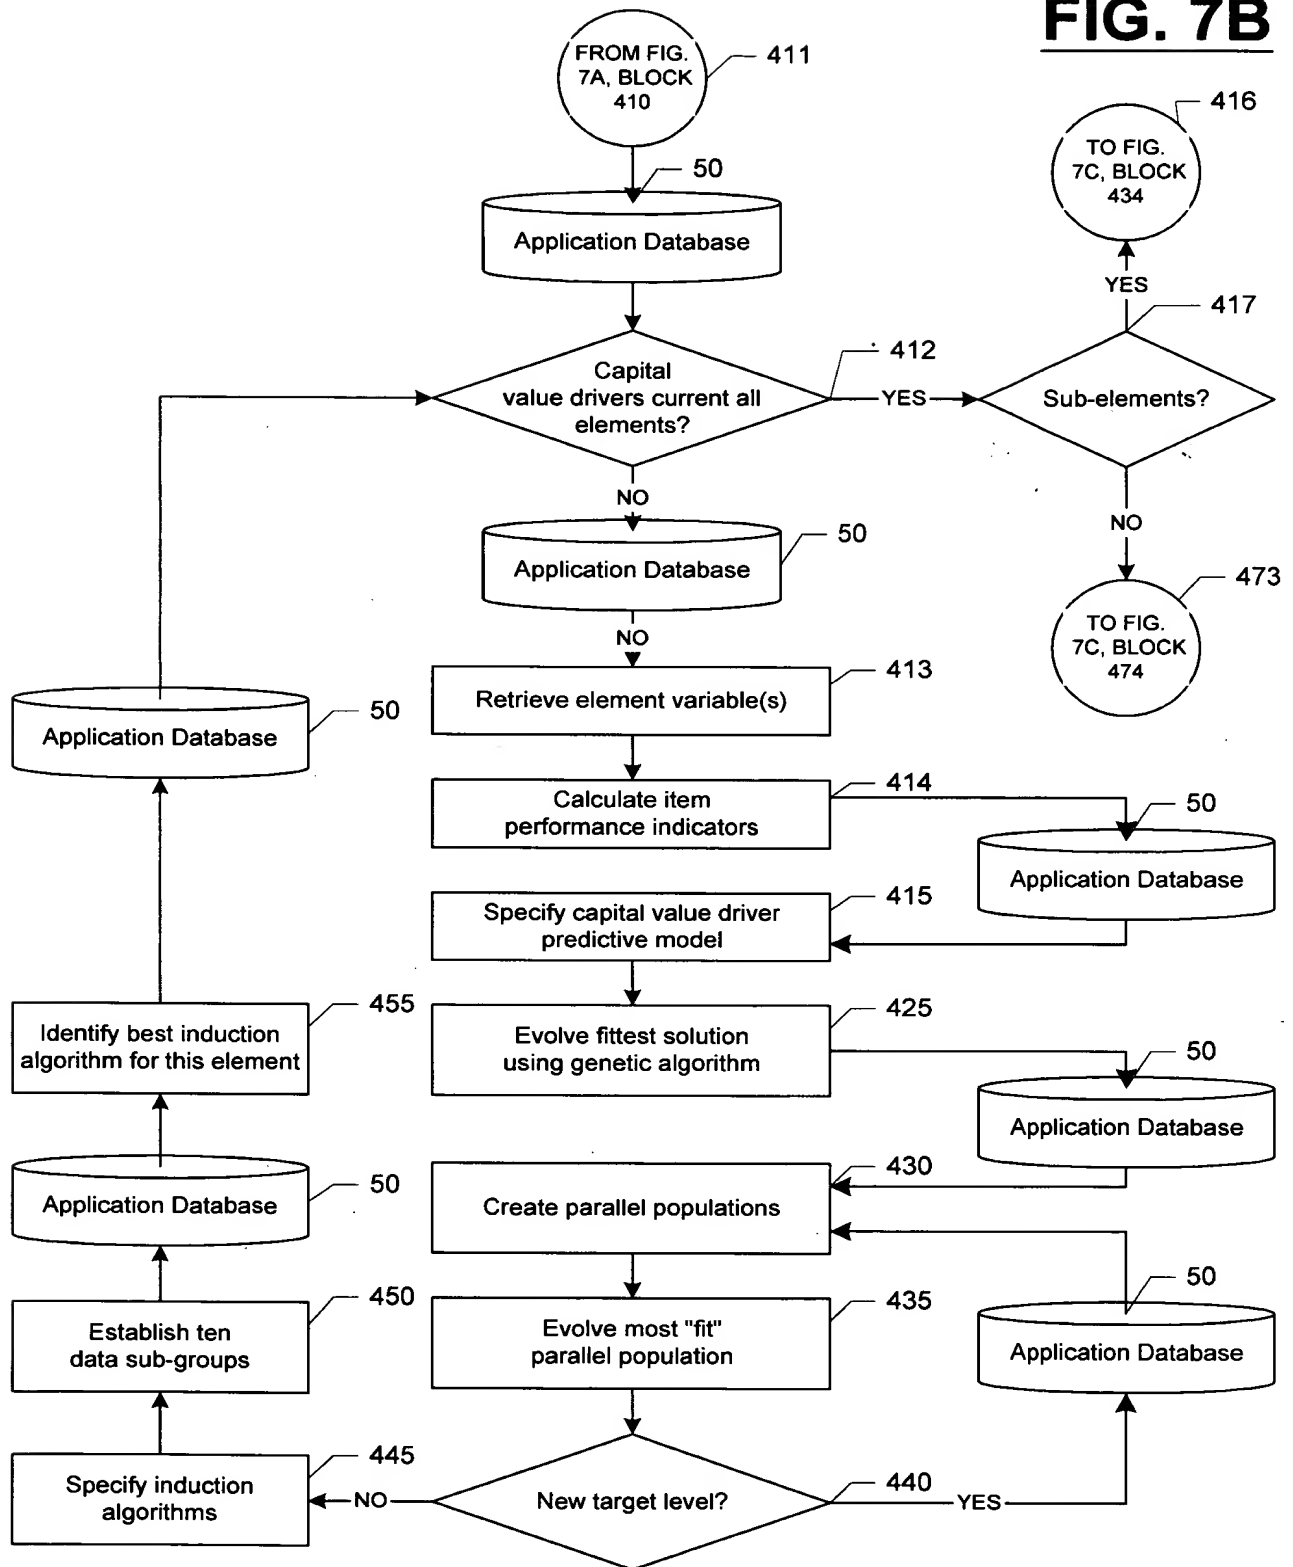 FIG. 7B
FROM FIG.
7A, BLOCK
410
411
50
Application Database
416
TO FIG.
7C, BLOCK
434
YES
417
Sub-elements?
412
Capital
value drivers current all
elements?
YES
NO
NO
50
Application Database
473
TO FIG.
7C, BLOCK
474
NO
413
Retrieve element variable(s)
50
Application Database
414
Calculate item
performance indicators
50
Application Database
415
Specify capital value driver
predictive model
455
Identify best induction
algorithm for this element
425
Evolve fittest solution
using genetic algorithm
50
Application Database
430
Create parallel populations
50
Application Database
450
Establish ten
data sub-groups
435
Evolve most "fit"
parallel population
50
Application Database
445
Specify induction
algorithms
NO
New target level?
440
YES